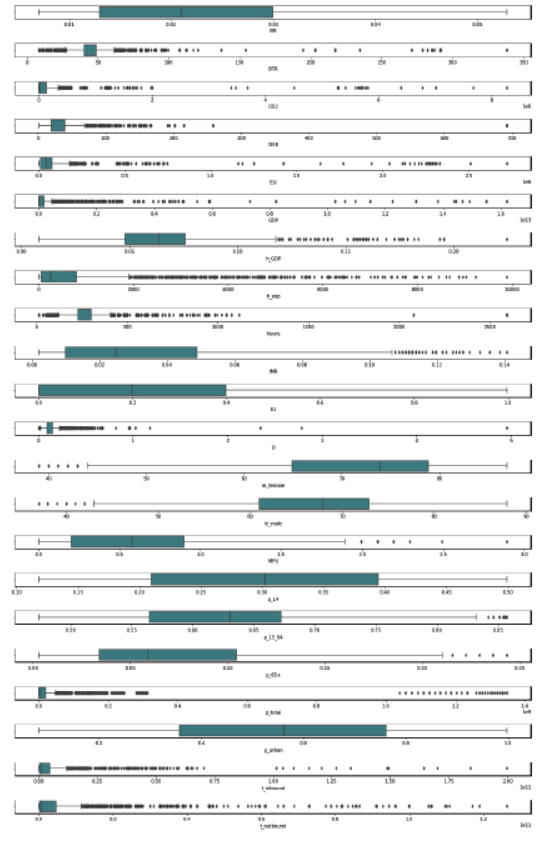 0.01 0.02 0.03 0.04 0.05
BR
0 50 100 150 200 250 300 350
BTR
0 2 4 6 8
1e6
CO2
0 100 200 300 400 500 600 700
DBB
0.0 0.5 1.0 1.5 2.0 2.5
1e6
EU
0.0 0.2 0.4 0.6 0.8 1.0 1.2 1.4 1.6
1e13
GDP
0.00 0.05 0.10 0.15 0.20
h_GDP
0 2000 4000 6000 8000 10000
h_exp
0 500 1000 1500 2000 2500
hours
0.00 0.02 0.04 0.06 0.08 0.10 0.12 0.14
IMR
0.0 0.2 0.4 0.6 0.8 1.0
IU
0 1 2 3 4 5
40 50 60 70 80
le_female
40 50 60 70 80 90
le_male
0.0 0.5 1.0 1.5 2.0 2.5 3.0
MPU
0.10 0.15 0.20 0.25 0.30 0.35 0.40 0.45 0.50
p_14
0.50 0.55 0.60 0.65 0.70 0.75 0.80 0.85
p_15_64
0.00 0.05 0.10 0.15 0.20 0.25
p_65+
0.0 0.2 0.4 0.6 0.8 1.0 1.2 1.4
1e9
p_total
0.2 0.4 0.6 0.8 1.0
p_urban
0.00 0.25 0.50 0.75 1.00 1.25 1.50 1.75 2.00
1e11
t_inbound
0.0 0.2 0.4 0.6 0.8 1.0 1.2
1e11
t_outbound